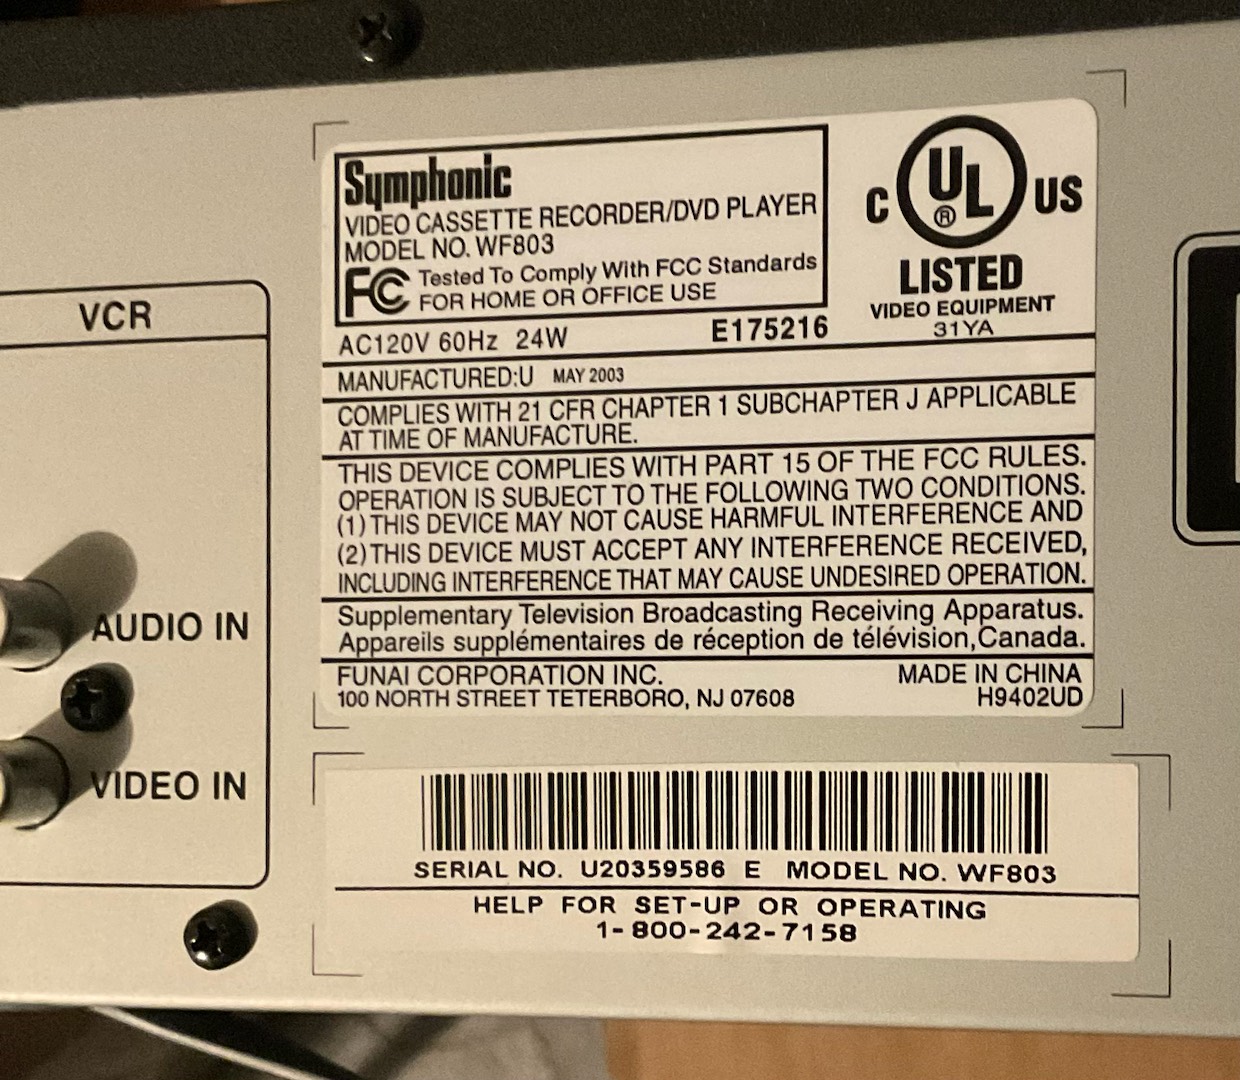 VCR
AUDIO IN
VIDEO IN
Symphonic
VIDEO CASSETTE RECORDER/DVD PLAYER
MODEL NO. WF803
FC Tested To Comply With FCC Standards
FOR HOME OR OFFICE USE
AC120V 60Hz 24W E175216
C UL® US
LISTED
VIDEO EQUIPMENT
31YA
MANUFACTURED:U MAY 2003
COMPLIES WITH 21 CFR CHAPTER 1 SUBCHAPTER J APPLICABLE
AT TIME OF MANUFACTURE.
THIS DEVICE COMPLIES WITH PART 15 OF THE FCC RULES.
OPERATION IS SUBJECT TO THE FOLLOWING TWO CONDITIONS.
(1) THIS DEVICE MAY NOT CAUSE HARMFUL INTERFERENCE AND
(2) THIS DEVICE MUST ACCEPT ANY INTERFERENCE RECEIVED,
INCLUDING INTERFERENCE THAT MAY CAUSE UNDESIRED OPERATION.
Supplementary Television Broadcasting Receiving Apparatus.
Appareils supplémentaires de réception de télévision,Canada.
FUNAI CORPORATION INC. MADE IN CHINA
100 NORTH STREET TETERBORO, NJ 07608 H9402UD
SERIAL NO. U20359586 E MODEL NO. WF803
HELP FOR SET-UP OR OPERATING
1-800-242-7158